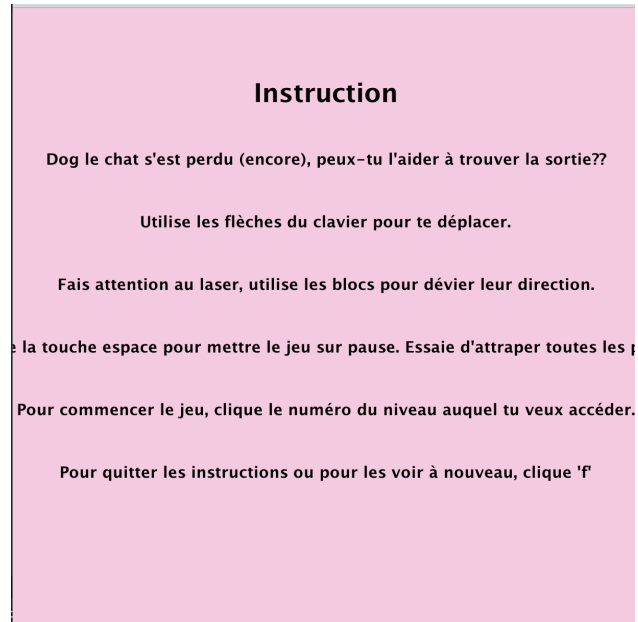 Instruction
Dog le chat s'est perdu (encore), peux-tu l'aider à trouver la sortie??
Utilise les flèches du clavier pour te déplacer.
Fais attention au laser, utilise les blocs pour dévier leur direction.
la touche espace pour mettre le jeu sur pause. Essaie d'attraper toutes les
Pour commencer le jeu, clique le numéro du niveau auquel tu veux accéder.
Pour quitter les instructions ou pour les voir à nouveau, clique 'f'